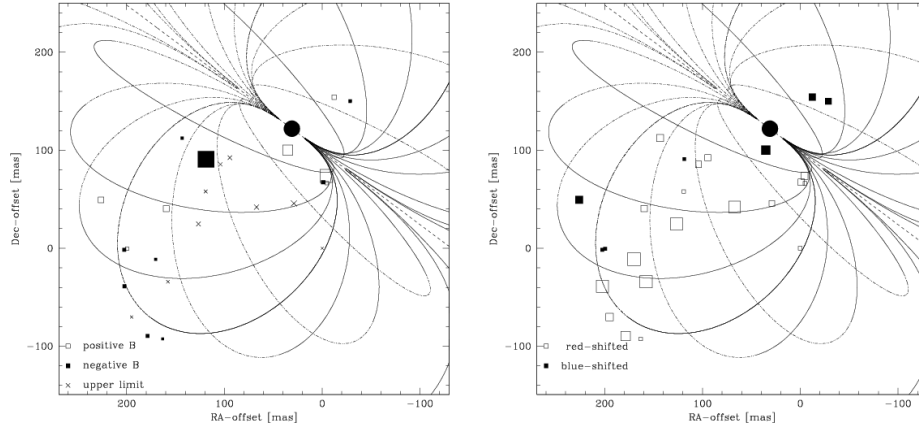 200
100
0
-100
Dec-offset [mas]
positive B
negative B
upper limit
200
100
0
-100
RA-offset [mas]
200
100
0
-100
Dec-offset [mas]
red-shifted
blue-shifted
200
100
0
-100
RA-offset [mas]